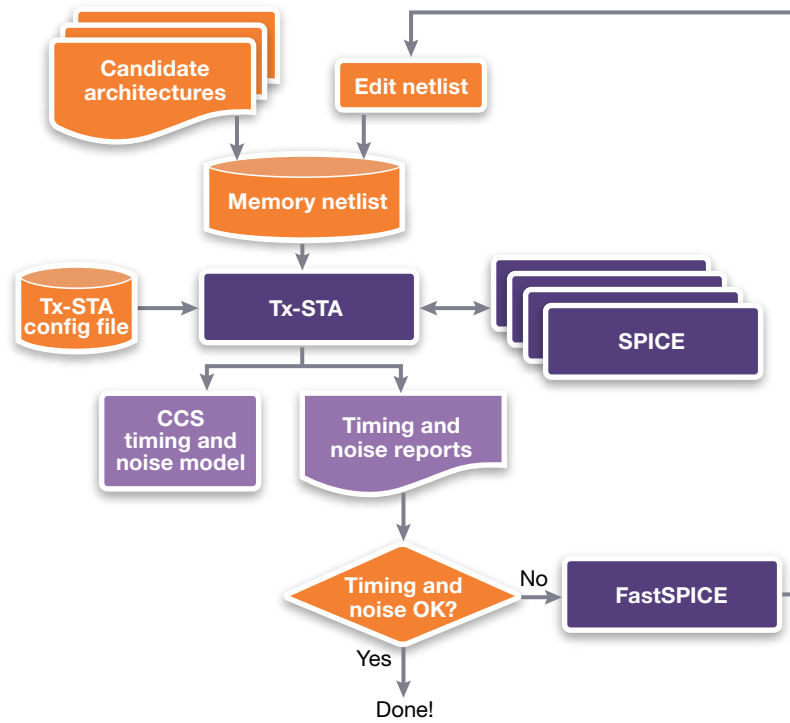 Candidate
architectures
Edit netlist
Memory netlist
Tx-STA
config file
Tx-STA
SPICE
CCS
timing and
noise model
Timing and
noise reports
Timing and
noise OK?
No
FastSPICE
Yes
Done!